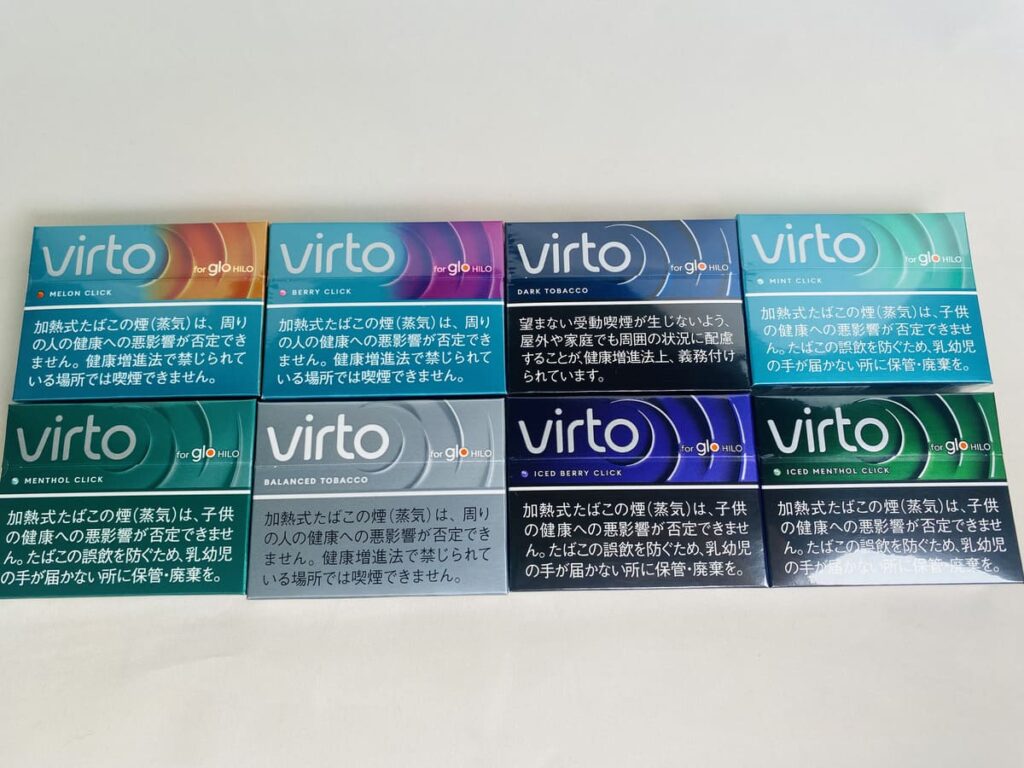 virto
for glo HILO
MELON CLICK
加熱式たばこの煙(蒸気)は、周り
の人の健康への悪影響が否定でき
ません。健康増進法で禁じられて
いる場所では喫煙できません。
virto
for glo HILO
BERRY CLICK
加熱式たばこの煙(蒸気)は、周り
の人の健康への悪影響が否定でき
ません。健康増進法で禁じられて
いる場所では喫煙できません。
virto
for glo HILO
DARK TOBACCO
望まない受動喫煙が生じないよう、
屋外や家庭でも周囲の状況に配慮
することが、健康増進法上、義務付け
られています。
virto
for glo HILO
MINT CLICK
加熱式たばこの煙(蒸気)は、子供
の健康への悪影響が否定できませ
ん。たばこの誤飲を防ぐため、乳幼児
の手が届かない所に保管・廃棄を。
virto
for glo HILO
MENTHOL CLICK
加熱式たばこの煙(蒸気)は、子供
の健康への悪影響が否定できませ
ん。たばこの誤飲を防ぐため、乳幼児
の手が届かない所に保管・廃棄を。
virto
for glo HILO
BALANCED TOBACCO
加熱式たばこの煙(蒸気)は、周り
の人の健康への悪影響が否定でき
ません。健康増進法で禁じられて
いる場所では喫煙できません。
virto
for glo HILO
ICED BERRY CLICK
加熱式たばこの煙(蒸気)は、子供
の健康への悪影響が否定できませ
ん。たばこの誤飲を防ぐため、乳幼児
の手が届かない所に保管・廃棄を。
virto
for glo HILO
ICED MENTHOL CLICK
加熱式たばこの煙(蒸気)は、子供
の健康への悪影響が否定できませ
ん。たばこの誤飲を防ぐため、乳幼児
の手が届かない所に保管・廃棄を。